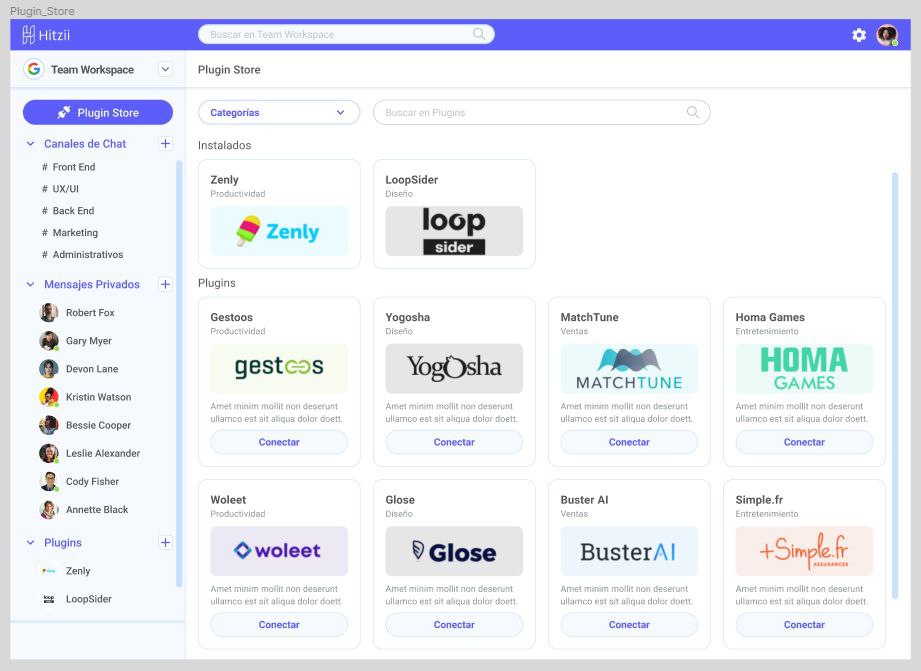 Plugin_Store
Hitzii
Buscar en Team Workspace
G Team Workspace
Plugin Store
Plugin Store
Canales de Chat
# Front End
# UX/UI
# Back End
# Marketing
# Administrativos
Mensajes Privados
Robert Fox
Gary Myer
Devon Lane
Kristin Watson
Bessie Cooper
Leslie Alexander
Cody Fisher
Annette Black
Plugins
Zenly
LoopSider
Categorías
Buscar en Plugins
Instalados
Zenly
Productividad
Zenly
LoopSider
Diseño
loop
sider
Plugins
Gestoos
Productividad
gestoos
Amet minim mollit non deserunt
ullamco est sit aliqua dolor doett.
Conectar
Yogosha
Diseño
Yogosha
Amet minim mollit non deserunt
ullamco est sit aliqua dolor doett.
Conectar
MatchTune
Ventas
MATCHTUNE
Amet minim mollit non deserunt
ullamco est sit aliqua dolor doett.
Conectar
Homa Games
Entretenimiento
HOMA
GAMES
Amet minim mollit non deserunt
ullamco est sit aliqua dolor doett.
Conectar
Woleet
Productividad
woleet
Amet minim mollit non deserunt
ullamco est sit aliqua dolor doett.
Conectar
Glose
Diseño
Glose
Amet minim mollit non deserunt
ullamco est sit aliqua dolor doett.
Conectar
Buster AI
Ventas
BusterAI
Amet minim mollit non deserunt
ullamco est sit aliqua dolor doett.
Conectar
Simple.fr
Entretenimiento
+Simple.fr
ASSURANCES
Amet minim mollit non deserunt
ullamco est sit aliqua dolor doett.
Conectar